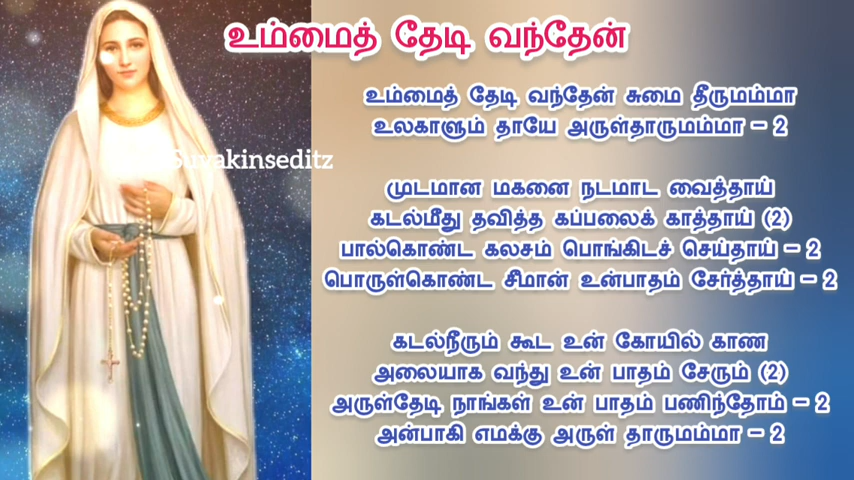 உம்மைத் தேடி வந்தேன்
உம்மைத் தேடி வந்தேன் சுமை தீருமம்மா
உலகாளும் தாயே அருள்தாருமம்மா – 2
Suvakinseditz
முடமான மகனை நடமாட வைத்தாய்
கடல்மீது தவித்த கப்பலைக் காத்தாய் (2)
பால்கொண்ட கலசம் பொங்கிடச் செய்தாய் – 2
பொருள்கொண்ட சீமான் உன்பாதம் சேர்த்தாய் – 2
கடல்நீரும் கூட உன் கோயில் காண
அலையாக வந்து உன் பாதம் சேரும் (2)
அருள்தேடி நாங்கள் உன் பாதம் பணிந்தோம் – 2
அன்பாகி எமக்கு அருள் தாருமம்மா – 2